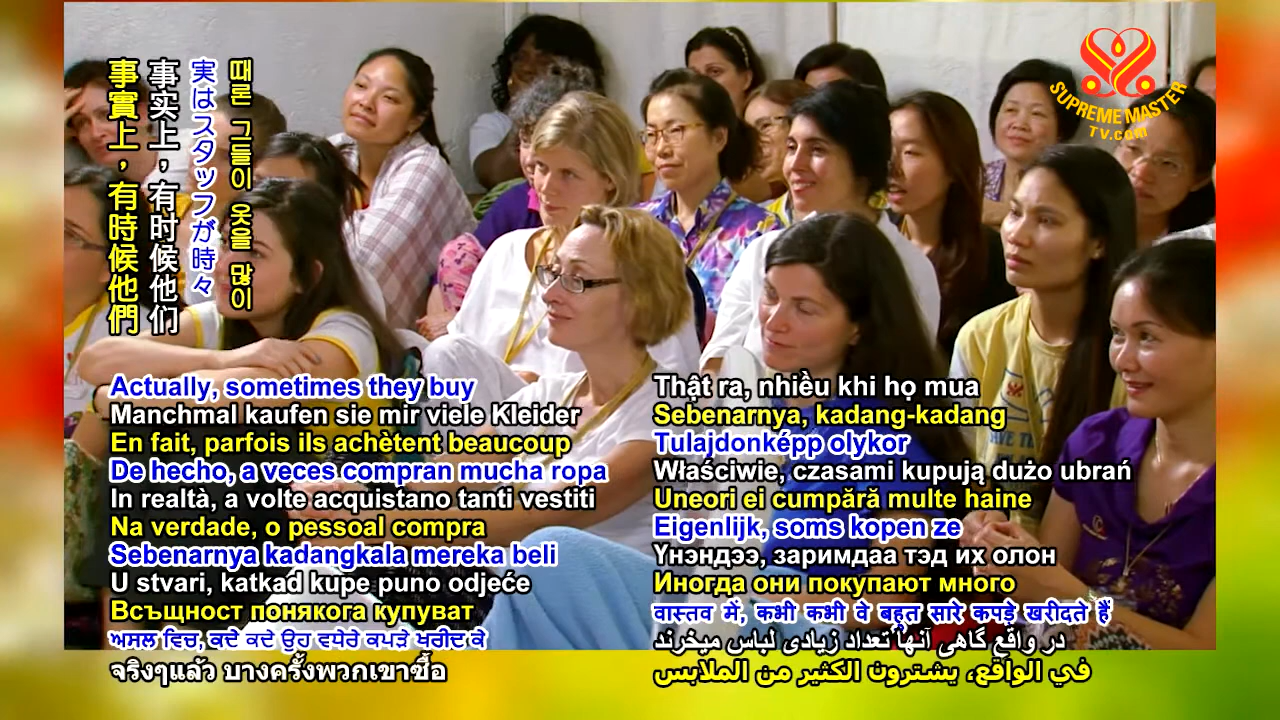 때론 그들이 옷을 많이
実はスタッフが時々
事实上，有时候他们
事實上，有時候他們
SUPREME MASTER
TV.com
Actually, sometimes they buy
Manchmal kaufen sie mir viele Kleider
En fait, parfois ils achètent beaucoup
De hecho, a veces compran mucha ropa
In realtà, a volte acquistano tanti vestiti
Na verdade, o pessoal compra
Sebenarnya kadangkala mereka beli
U stvari, katkad kupe puno odjeće
Всъщност понякога купуват
ਅਸਲ ਵਿਚ, ਕਦੇ ਕਦੇ ਉਹ ਵਧੇਰੇ ਕਪੜੇ ਖਰੀਦ ਕੇ
จริงๆแล้ว บางครั้งพวกเขาซื้อ
Thật ra, nhiều khi họ mua
Sebenarnya, kadang-kadang
Tulajdonképp olykor
Właściwie, czasami kupują dużo ubrań
Uneori ei cumpără multe haine
Eigenlijk, soms kopen ze
Үнэндээ, заримдаа тэд их олон
Иногда они покупают много
वास्तव में, कभी कभी वे बहुत सारे कपड़े खरीदते हैं
در واقع گاهی آنها تعداد زیادی لباس میخرند
في الواقع، يشترون الكثير من الملابس